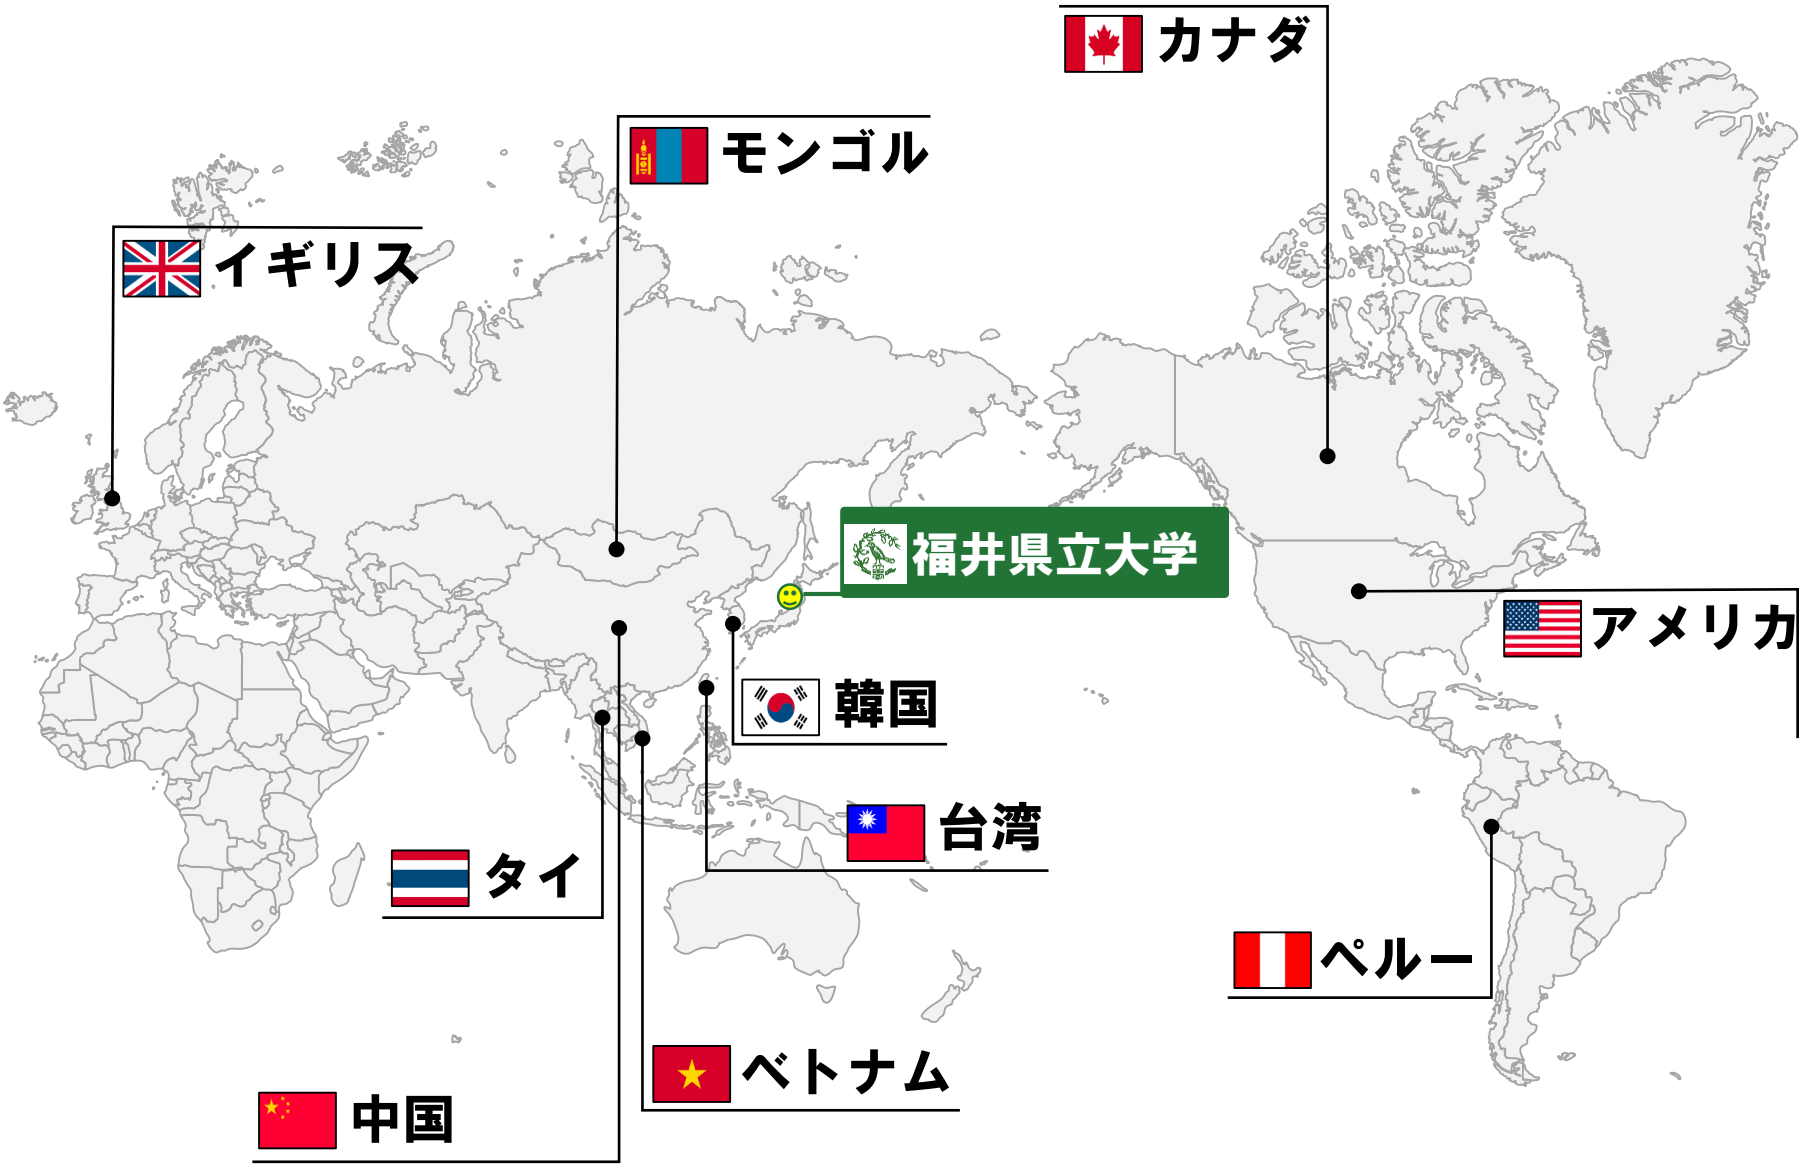 カナダ
モンゴル
イギリス
福井県立大学
アメリカ
韓国
台湾
タイ
ペルー
ベトナム
中国